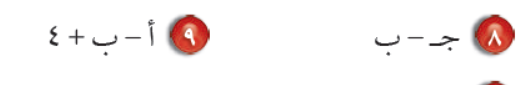 ٨ جـ – ب
٩ أ – ب + ٤